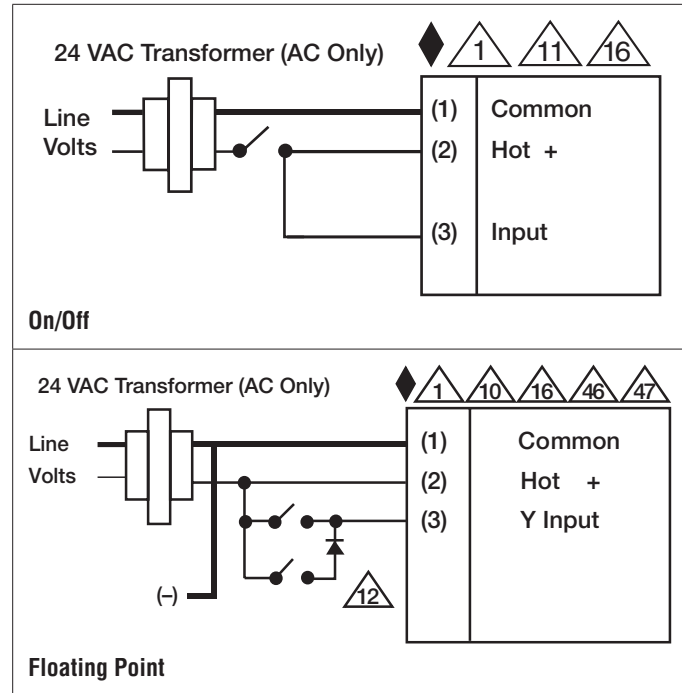 24 VAC Transformer (AC Only)
1 11 16
Line
Volts
(1) Common
(2) Hot +
(3) Input
On/Off
24 VAC Transformer (AC Only)
1 10 16 46 47
Line
Volts
(1) Common
(2) Hot +
(3) Y Input
(–)
12
Floating Point